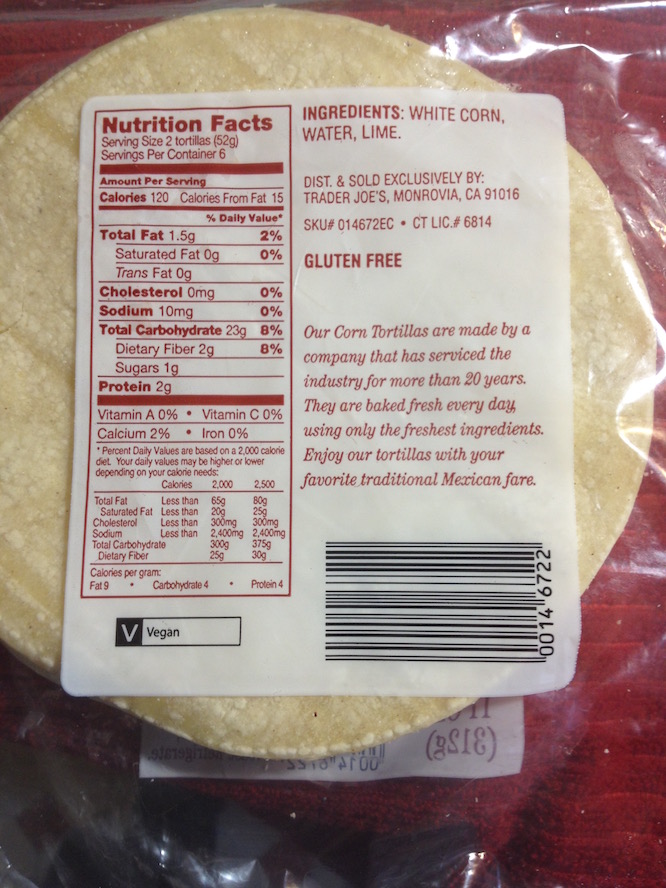 Nutrition Facts
Serving Size 2 tortillas (52g)
Servings Per Container 6
Amount Per Serving
Calories 120 Calories From Fat 15
% Daily Value*
Total Fat 1.5g 2%
Saturated Fat 0g 0%
Trans Fat 0g
Cholesterol 0mg 0%
Sodium 10mg 0%
Total Carbohydrate 23g 8%
Dietary Fiber 2g 8%
Sugars 1g
Protein 2g
Vitamin A 0% • Vitamin C 0%
Calcium 2% • Iron 0%
* Percent Daily Values are based on a 2,000 calorie
diet. Your daily values may be higher or lower
depending on your calorie needs:
Calories 2,000 2,500
Total Fat Less than 65g 80g
Saturated Fat Less than 20g 25g
Cholesterol Less than 300mg 300mg
Sodium Less than 2,400mg 2,400mg
Total Carbohydrate 300g 375g
Dietary Fiber 25g 30g
Calories per gram:
Fat 9 • Carbohydrate 4 • Protein 4
V Vegan
INGREDIENTS: WHITE CORN,
WATER, LIME.
DIST. & SOLD EXCLUSIVELY BY:
TRADER JOE'S, MONROVIA, CA 91016
SKU# 014672EC • CT LIC.# 6814
GLUTEN FREE
Our Corn Tortillas are made by a
company that has serviced the
industry for more than 20 years.
They are baked fresh every day,
using only the freshest ingredients.
Enjoy our tortillas with your
favorite traditional Mexican fare.
0014 6722
(312g)
0014 6722